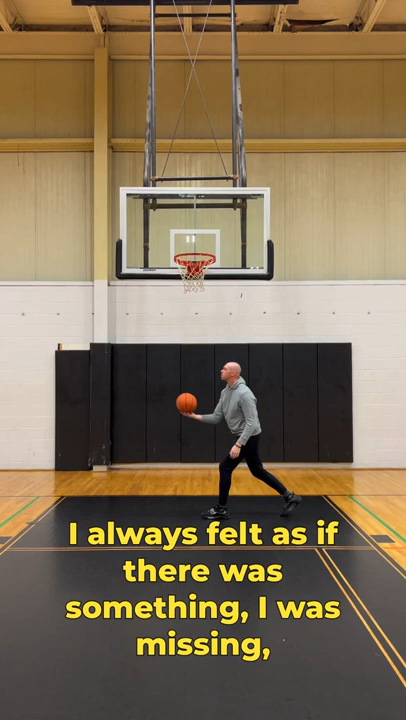 I always felt as if
there was
something, I was
missing,